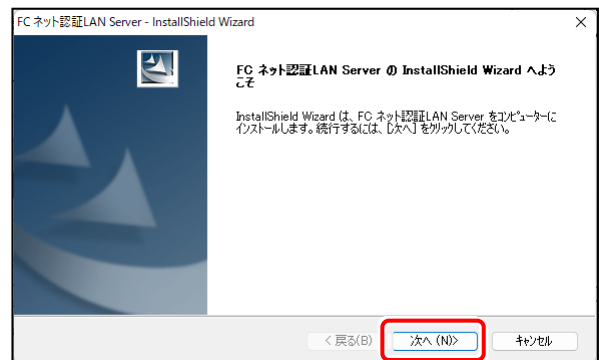 FC ネット認証LAN Server - InstallShield Wizard
FC ネット認証LAN Server の InstallShield Wizard へよう
こそ
InstallShield Wizard は、FC ネット認証LAN Server をコンピューターに
インストールします。続行するには、[次へ] をクリックしてください。
< 戻る(B)
次へ (N)>
キャンセル